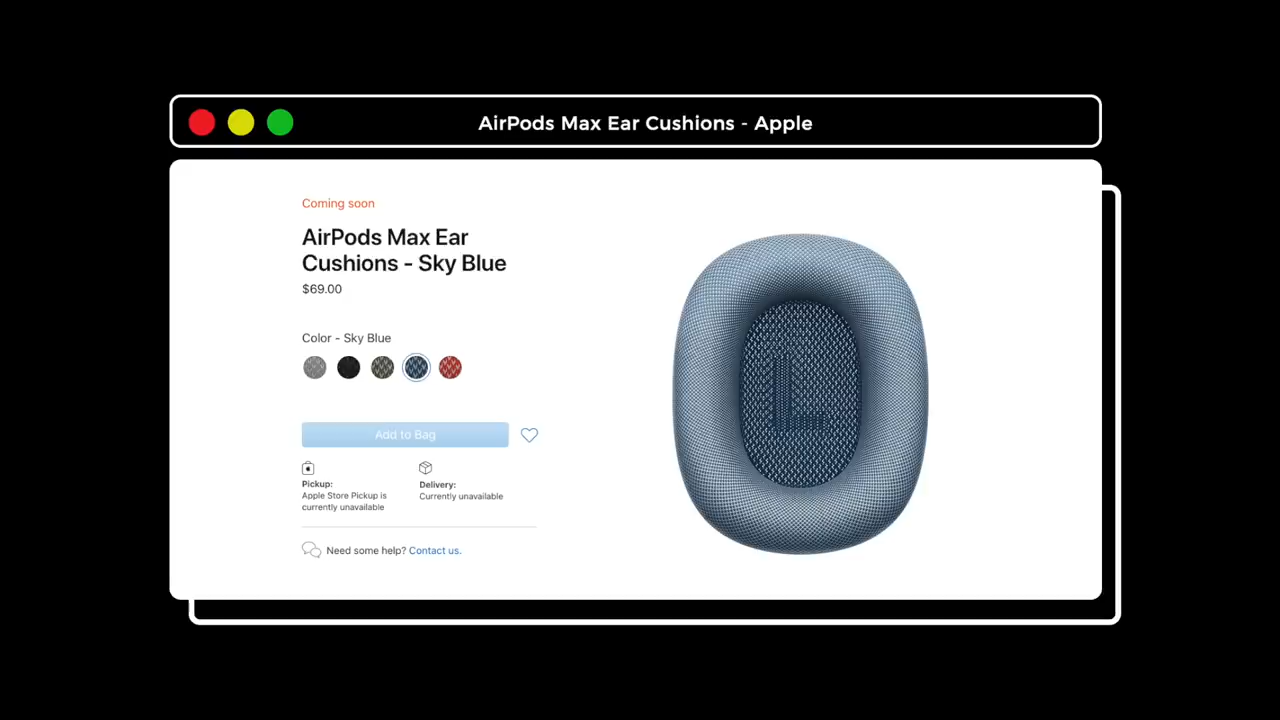 AirPods Max Ear Cushions - Apple
Coming soon
AirPods Max Ear
Cushions - Sky Blue
$69.00
Color - Sky Blue
Add to Bag
Pickup:
Apple Store Pickup is
currently unavailable
Delivery:
Currently unavailable
Need some help? Contact us.
L